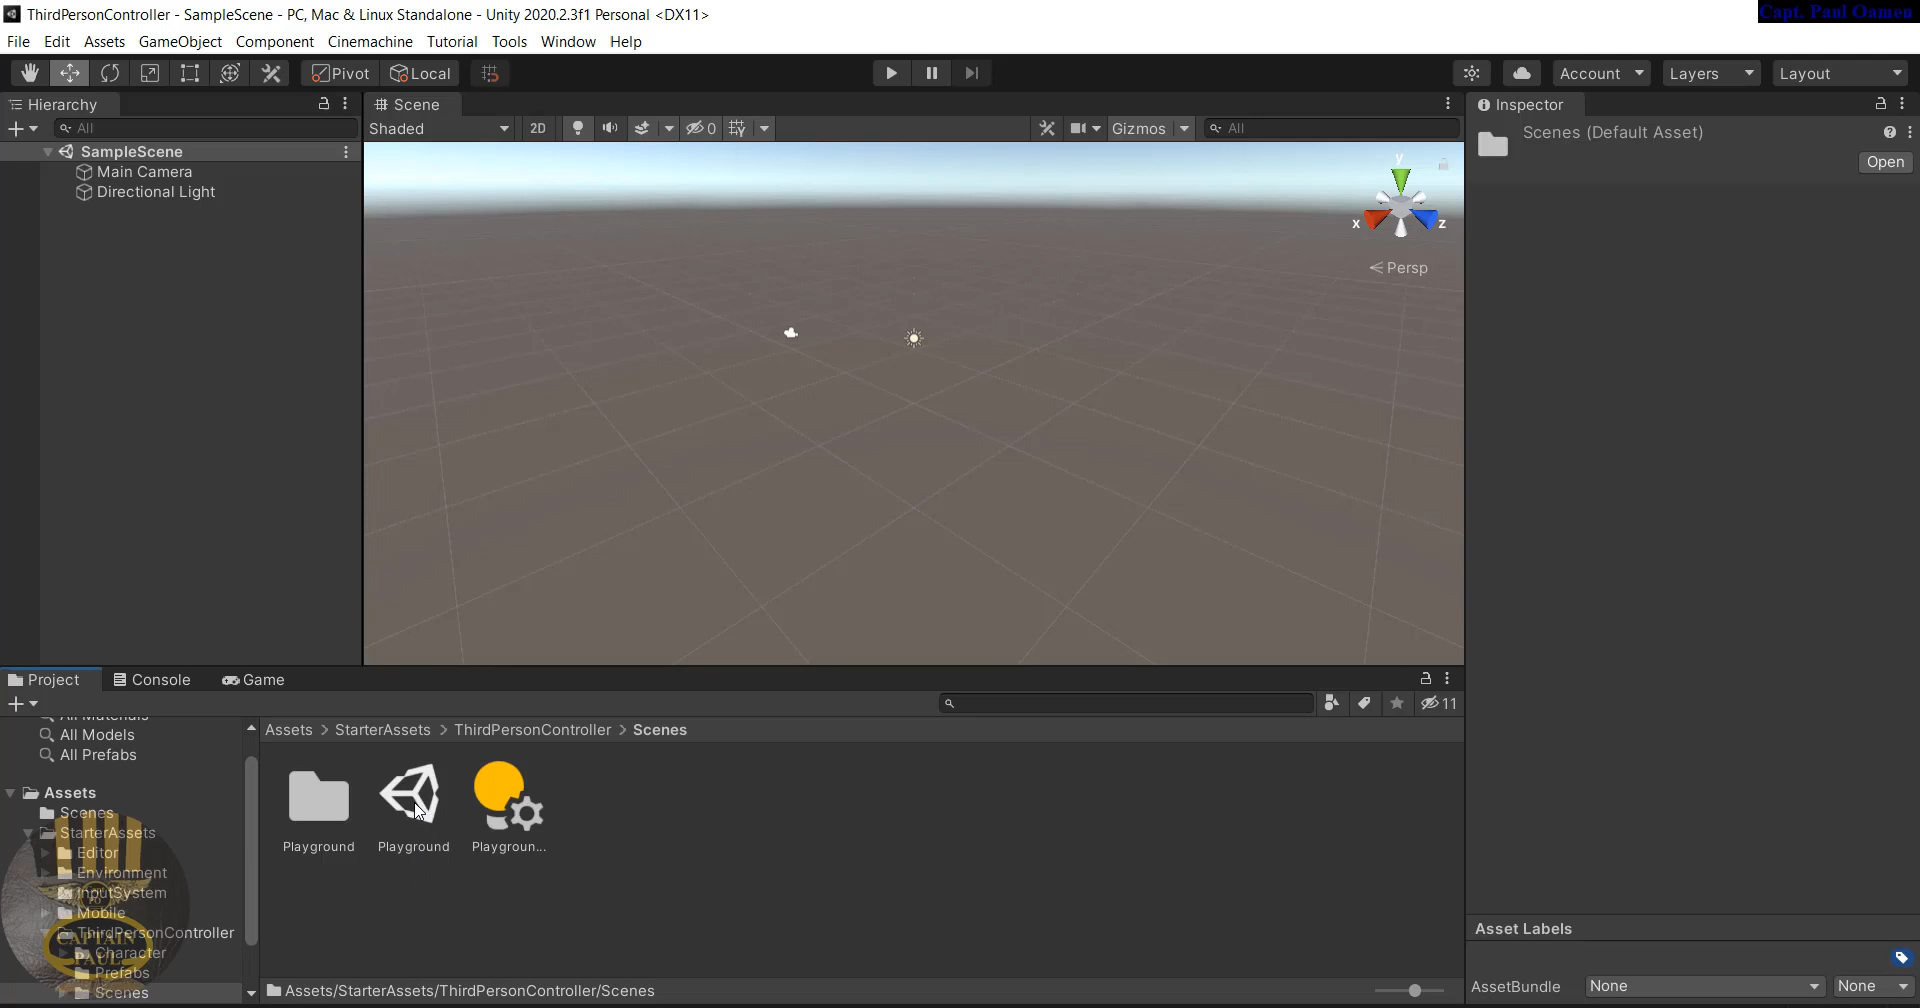 ThirdPersonController - SampleScene - PC, Mac & Linux Standalone - Unity 2020.2.3f1 Personal <DX11>
Capt. Paul Oamen
File Edit Assets GameObject Component Cinemachine Tutorial Tools Window Help
Pivot Local Account Layers Layout
Hierarchy
Scene
Inspector
All
Shaded 2D 0 Gizmos All
Scenes (Default Asset)
Open
SampleScene
Main Camera
Directional Light
y
x z
Persp
Project Console Game
11
All Materials
All Models
All Prefabs
Assets
Scenes
StarterAssets
Editor
Environment
InputSystem
Mobile
ThirdPersonController
Character
Prefabs
Scenes
CAPTAIN
PAUL
Assets > StarterAssets > ThirdPersonController > Scenes
Playground Playground Playgroun...
Assets/StarterAssets/ThirdPersonController/Scenes
Asset Labels
AssetBundle None None